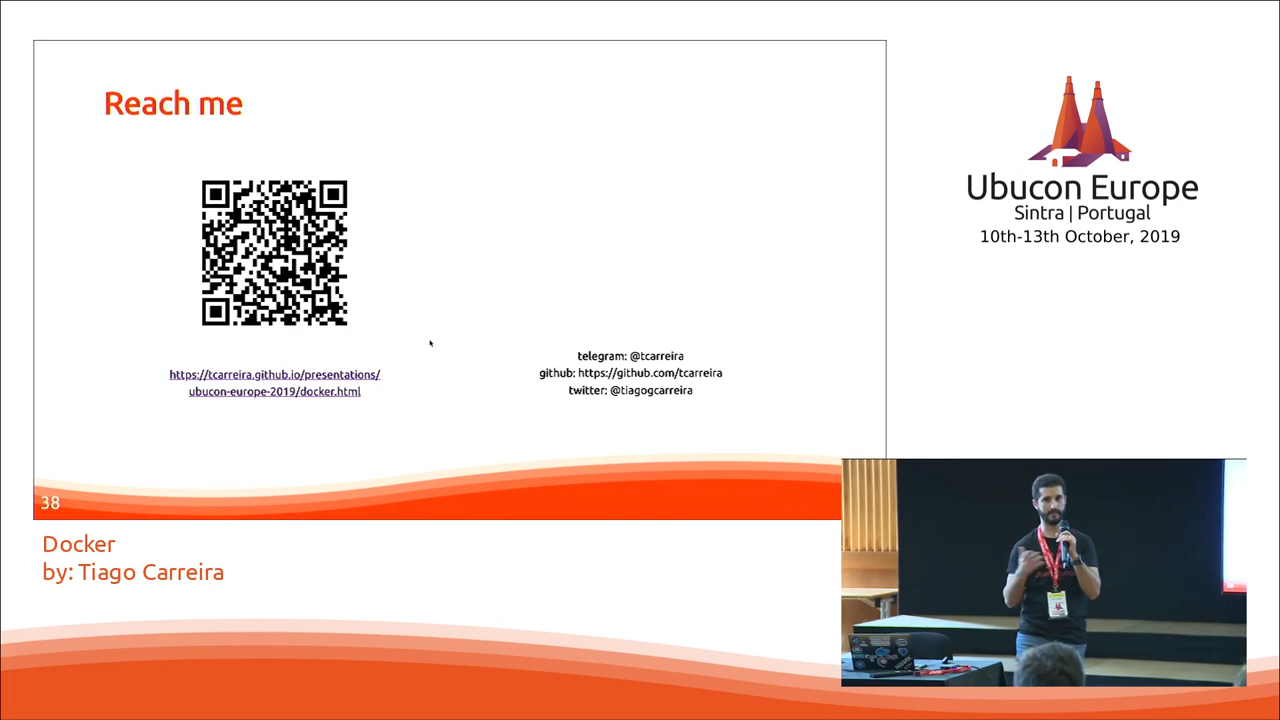 Reach me
https://tcarreira.github.io/presentations/
ubucon-europe-2019/docker.html
telegram: @tcarreira
github: https://github.com/tcarreira
twitter: @tiagogcarreira
38
Docker
by: Tiago Carreira
Ubucon Europe
Sintra | Portugal
10th-13th October, 2019